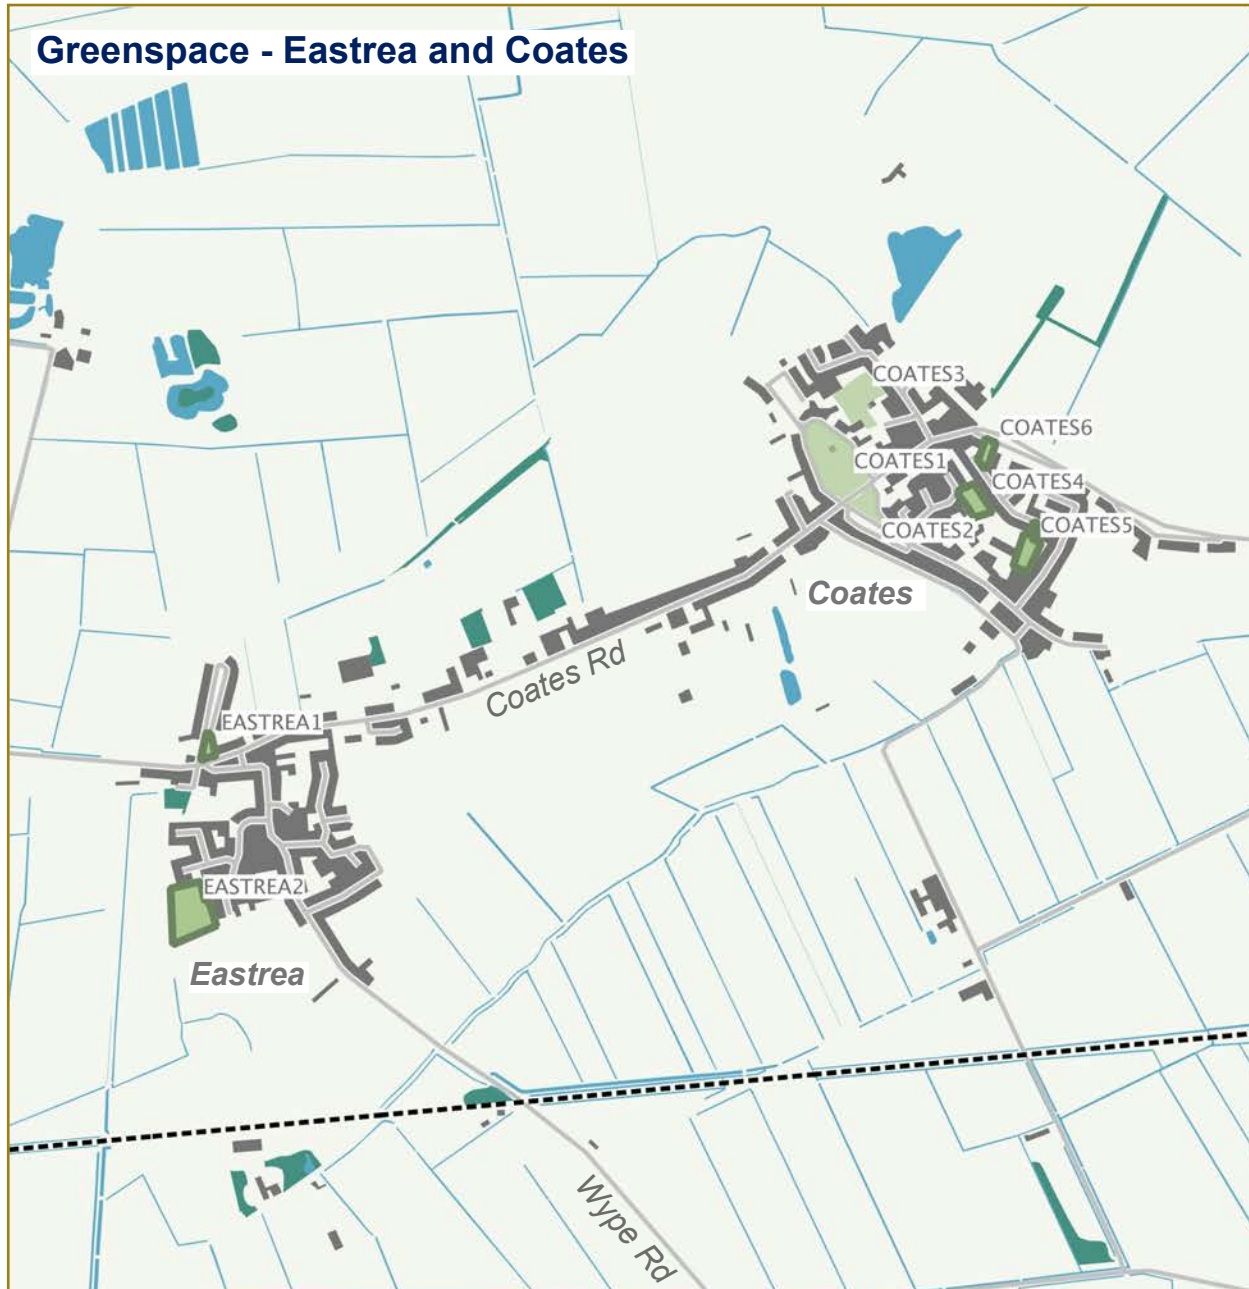 Greenspace - Eastrea and Coates
COATES3
COATES6
COATES1
COATES4
COATES2
COATES5
Coates
Coates Rd
EASTREA1
EASTREA2
Eastrea
Wype Rd